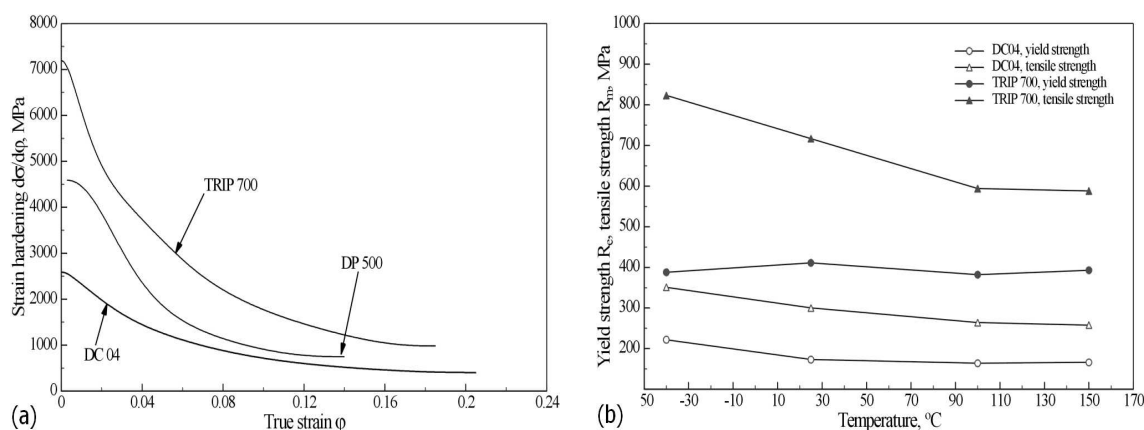 (a)
Strain hardening dσ/dφ, MPa
8000
7000
6000
5000
4000
3000
2000
1000
0
TRIP 700
DP 500
DC 04
0 0.04 0.08 0.12 0.16 0.2 0.24
True strain φ
(b)
Yield strength Re, tensile strength Rm, MPa
1000
900
800
700
600
500
400
300
200
DC04, yield strength
DC04, tensile strength
TRIP 700, yield strength
TRIP 700, tensile strength
50 -30 -10 10 30 50 70 90 110 130 150 170
Temperature, °C